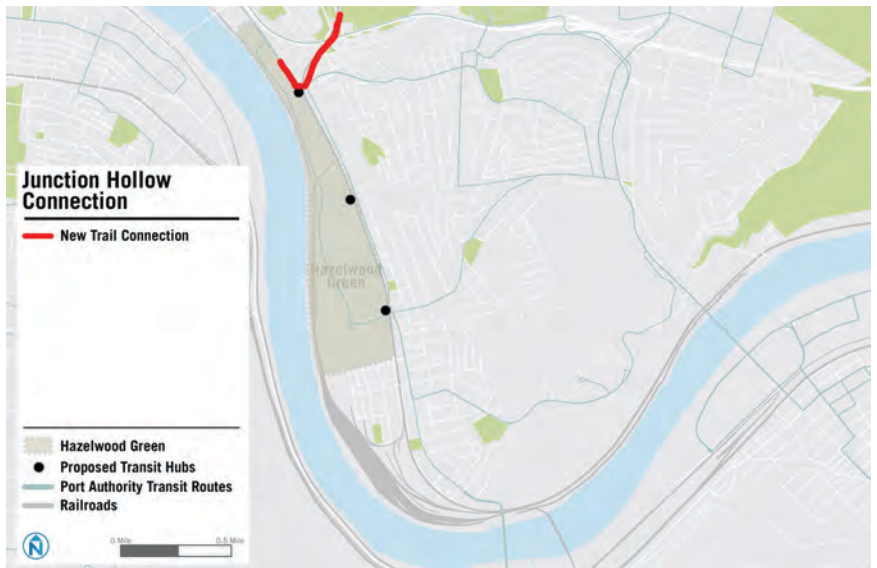 Junction Hollow
Connection
New Trail Connection
Hazelwood
Green
Hazelwood Green
Proposed Transit Hubs
Port Authority Transit Routes
Railroads
N
0 Mile
0.5 Mile